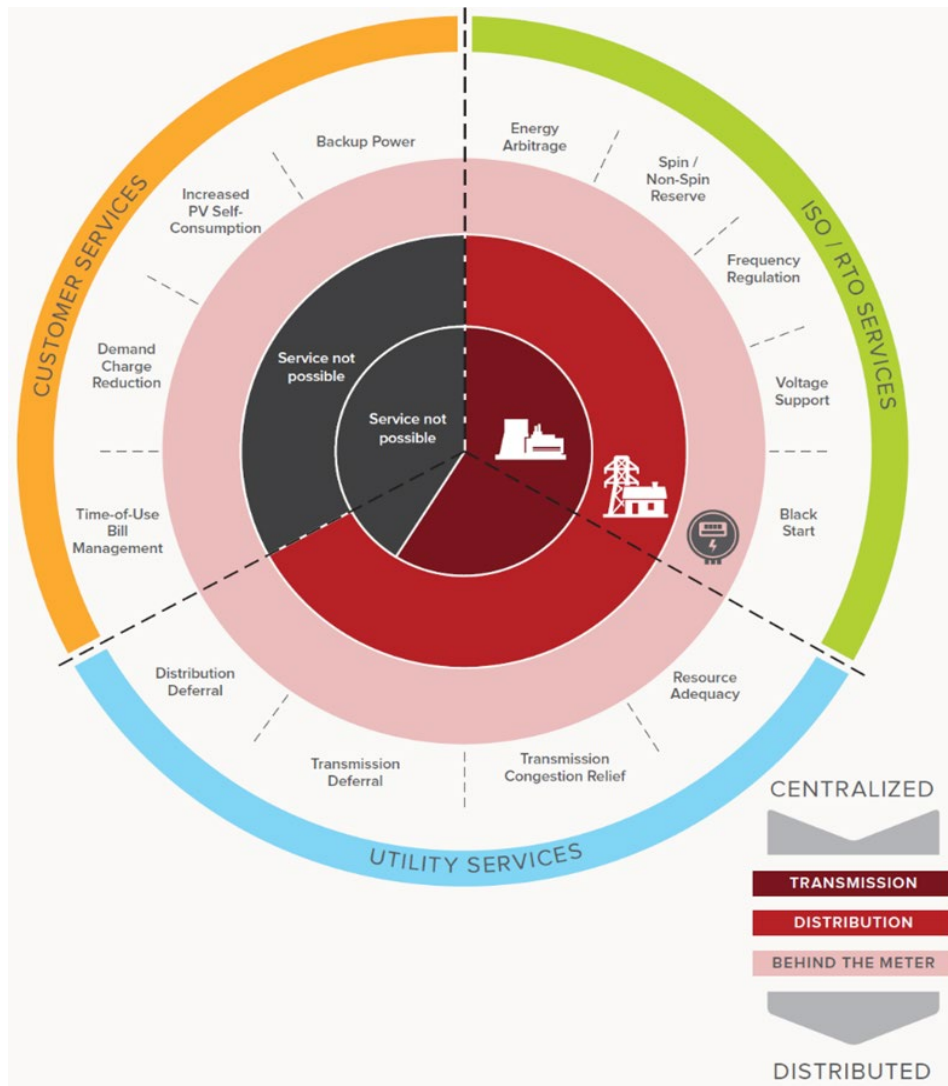 CUSTOMER SERVICES
ISO / RTO SERVICES
UTILITY SERVICES
Backup Power
Increased
PV Self-
Consumption
Demand
Charge
Reduction
Time-of-Use
Bill
Management
Energy
Arbitrage
Spin /
Non-Spin
Reserve
Frequency
Regulation
Voltage
Support
Black
Start
Service not
possible
Service not
possible
Distribution
Deferral
Transmission
Deferral
Transmission
Congestion Relief
Resource
Adequacy
CENTRALIZED
TRANSMISSION
DISTRIBUTION
BEHIND THE METER
DISTRIBUTED